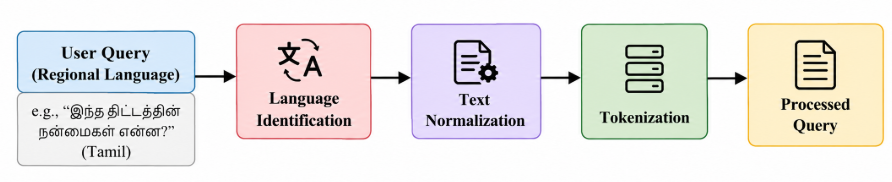 User Query
(Regional Language)
e.g., “இந்த திட்டத்தின்
நன்மைகள் என்ன?”
(Tamil)
Language
Identification
Text
Normalization
Tokenization
Processed
Query